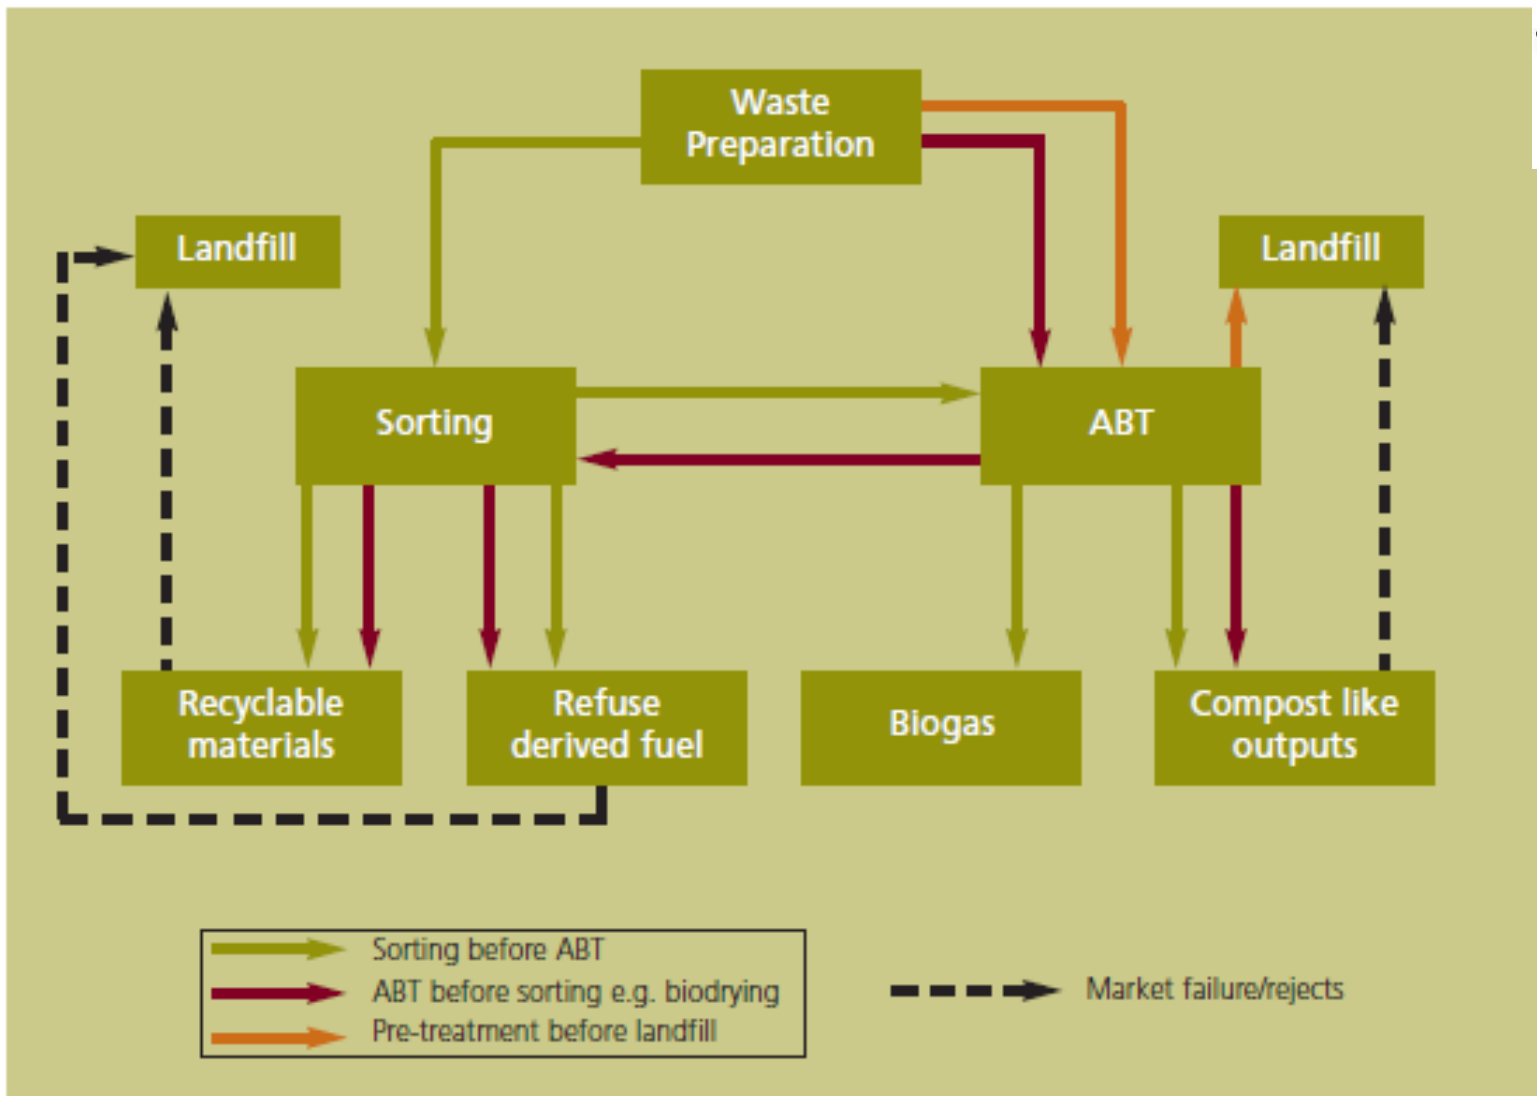 Waste
Preparation
Landfill
Landfill
Sorting
ABT
Recyclable
materials
Refuse
derived fuel
Biogas
Compost like
outputs
Sorting before ABT
ABT before sorting e.g. biodrying
Pre-treatment before landfill
Market failure/rejects